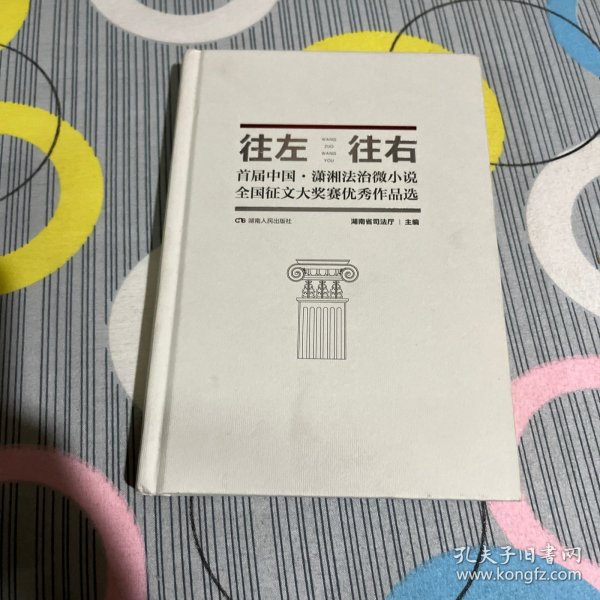 往左 往右
WANG
ZUO
WANG
YOU
首届中国·潇湘法治微小说
全国征文大奖赛优秀作品选
湖南人民出版社 湖南省司法厅 | 主编
孔夫子旧书网
www.kongfz.com